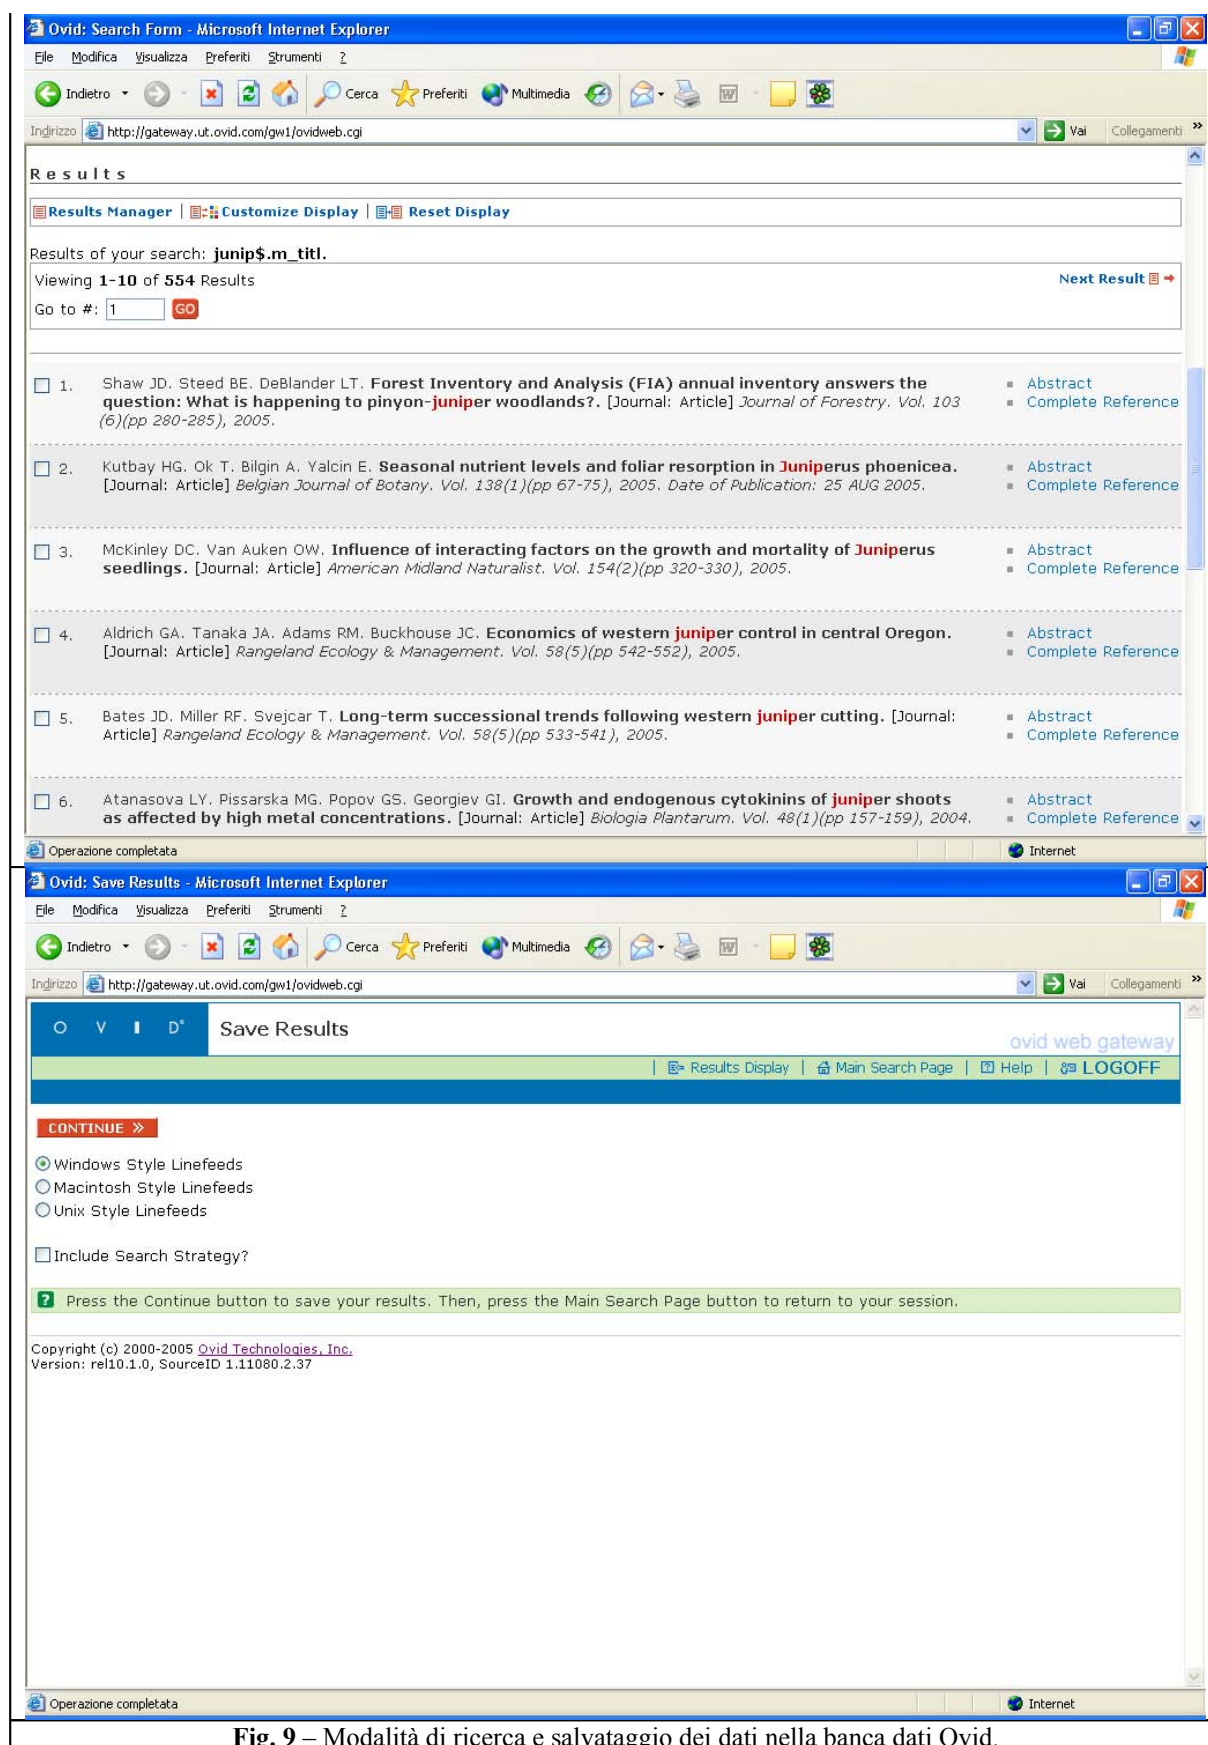 Ovid: Search Form - Microsoft Internet Explorer
File Modifica Visualizza Preferiti Strumenti ?
Indietro Cerca Preferiti Multimedia
Indirizzo http://gateway.ut.ovid.com/gw1/ovidweb.cgi Vai Collegamenti »
Results
Results Manager | Customize Display | Reset Display
Results of your search: junip$.m_titl.
Viewing 1-10 of 554 Results Next Result
Go to #: 1 GO
1. Shaw JD. Steed BE. DeBlander LT. Forest Inventory and Analysis (FIA) annual inventory answers the Abstract
question: What is happening to pinyon-juniper woodlands?. [Journal: Article] Journal of Forestry. Vol. 103 Complete Reference
(6)(pp 280-285), 2005.
2. Kutbay HG. Ok T. Bilgin A. Yalcin E. Seasonal nutrient levels and foliar resorption in Juniperus phoenicea. Abstract
[Journal: Article] Belgian Journal of Botany. Vol. 138(1)(pp 67-75), 2005. Date of Publication: 25 AUG 2005. Complete Reference
3. McKinley DC. Van Auken OW. Influence of interacting factors on the growth and mortality of Juniperus Abstract
seedlings. [Journal: Article] American Midland Naturalist. Vol. 154(2)(pp 320-330), 2005. Complete Reference
4. Aldrich GA. Tanaka JA. Adams RM. Buckhouse JC. Economics of western juniper control in central Oregon. Abstract
[Journal: Article] Rangeland Ecology & Management. Vol. 58(5)(pp 542-552), 2005. Complete Reference
5. Bates JD. Miller RF. Svejcar T. Long-term successional trends following western juniper cutting. [Journal: Abstract
Article] Rangeland Ecology & Management. Vol. 58(5)(pp 533-541), 2005. Complete Reference
6. Atanasova LY. Pissarska MG. Popov GS. Georgiev GI. Growth and endogenous cytokinins of juniper shoots Abstract
as affected by high metal concentrations. [Journal: Article] Biologia Plantarum. Vol. 48(1)(pp 157-159), 2004. Complete Reference
Operazione completata Internet
Ovid: Save Results - Microsoft Internet Explorer
File Modifica Visualizza Preferiti Strumenti ?
Indietro Cerca Preferiti Multimedia
Indirizzo http://gateway.ut.ovid.com/gw1/ovidweb.cgi Vai Collegamenti »
OVID® Save Results
ovid web gateway
| Results Display | Main Search Page | Help | LOGOFF
CONTINUE »
Windows Style Linefeeds
Macintosh Style Linefeeds
Unix Style Linefeeds
Include Search Strategy?
? Press the Continue button to save your results. Then, press the Main Search Page button to return to your session.
Copyright (c) 2000-2005 Ovid Technologies, Inc.
Version: rel10.1.0, SourceID 1.11080.2.37
Operazione completata Internet
Fig. 9 – Modalità di ricerca e salvataggio dei dati nella banca dati Ovid.